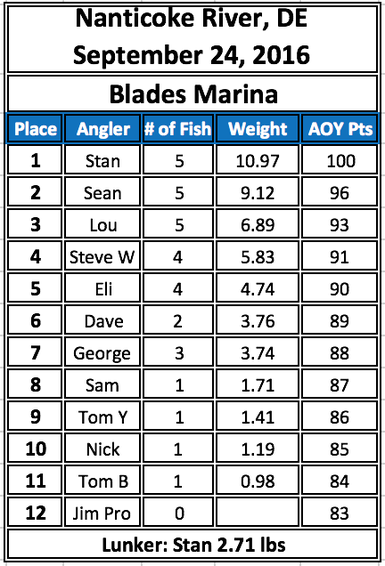 Nanticoke River, DE
September 24, 2016
Blades Marina
Place Angler # of Fish Weight AOY Pts
1 Stan 5 10.97 100
2 Sean 5 9.12 96
3 Lou 5 6.89 93
4 Steve W 4 5.83 91
5 Eli 4 4.74 90
6 Dave 2 3.76 89
7 George 3 3.74 88
8 Sam 1 1.71 87
9 Tom Y 1 1.41 86
10 Nick 1 1.19 85
11 Tom B 1 0.98 84
12 Jim Pro 0 83
Lunker: Stan 2.71 lbs